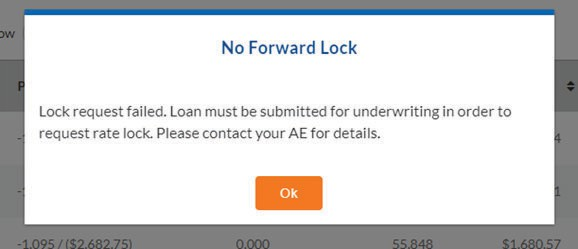 ow
No Forward Lock
P
Lock request failed. Loan must be submitted for underwriting in order to
request rate lock. Please contact your AE for details.
4
1
Ok
-1.095 / ($2,682.75) 0.000 55.848 $1,680.57